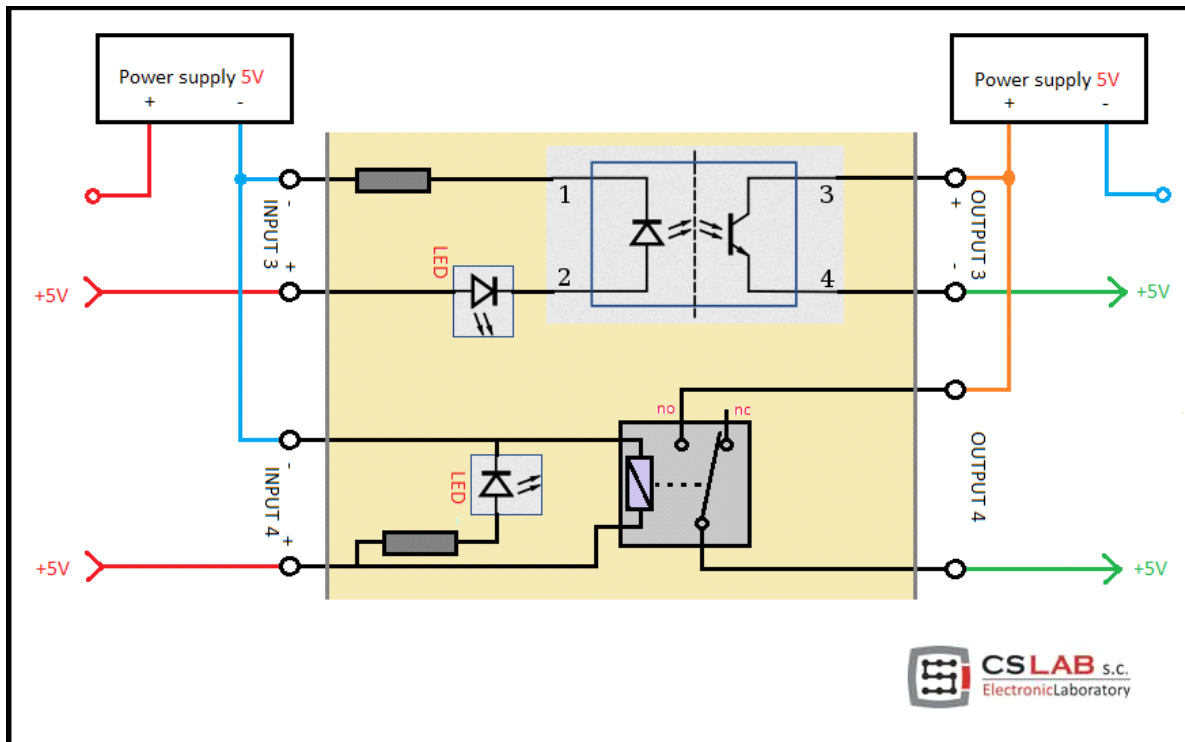 Power supply 5V
+ -
Power supply 5V
+ -
- INPUT 3 +
LED
1
2
3
4
+ OUTPUT 3 -
+5V
+5V
no
nc
- INPUT 4 +
LED
OUTPUT 4
+5V
+5V
CSLAB s.c.
ElectronicLaboratory